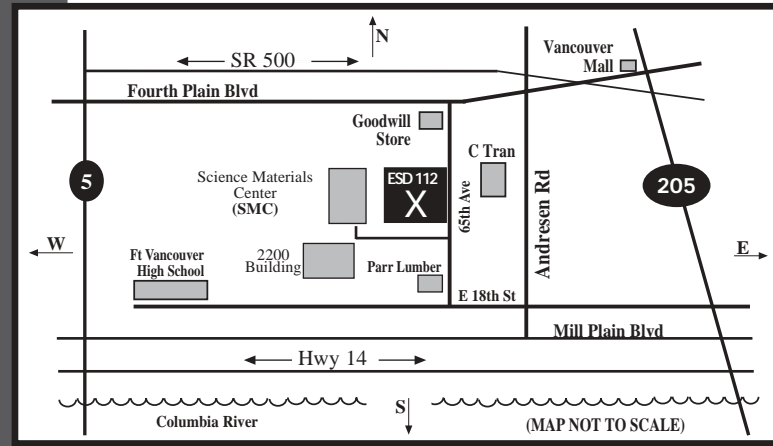 N
Vancouver
Mall
SR 500
Fourth Plain Blvd
Goodwill
Store
C Tran
Science Materials
Center
(SMC)
ESD 112
X
5
205
65th Ave
Andresen Rd
W
E
Ft Vancouver
High School
2200
Building
Parr Lumber
E 18th St
Mill Plain Blvd
Hwy 14
S
Columbia River
(MAP NOT TO SCALE)